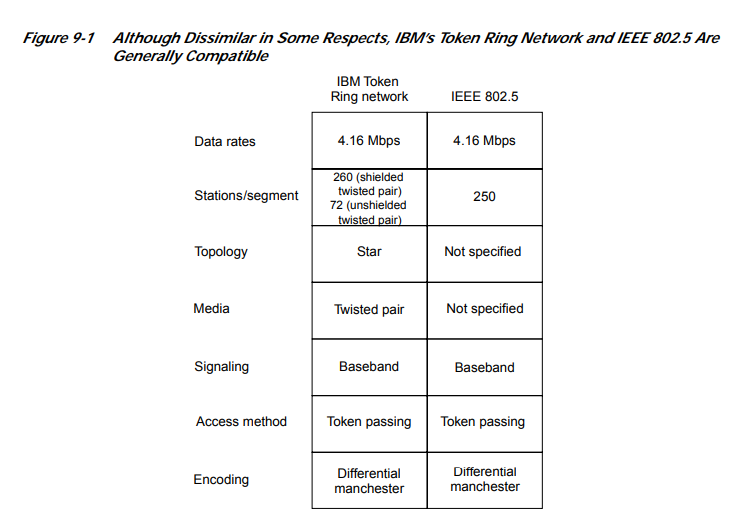 Figure 9-1 Although Dissimilar in Some Respects, IBM's Token Ring Network and IEEE 802.5 Are
Generally Compatible
IBM Token
Ring network
IEEE 802.5
Data rates
4.16 Mbps
4.16 Mbps
Stations/segment
260 (shielded
twisted pair)
72 (unshielded
twisted pair)
250
Topology
Star
Not specified
Media
Twisted pair
Not specified
Signaling
Baseband
Baseband
Access method
Token passing
Token passing
Encoding
Differential
manchester
Differential
manchester